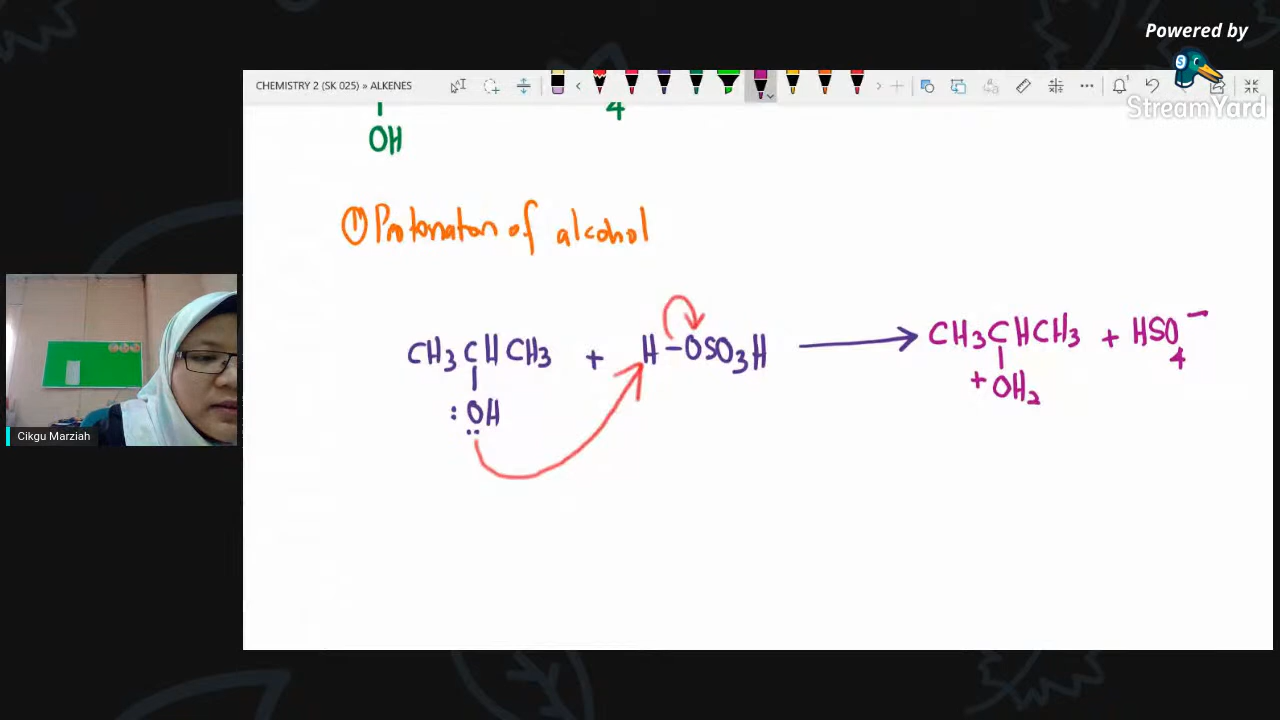 Powered by
StreamYard
CHEMISTRY 2 (SK 025) » ALKENES
4
OH
① Protonaton of alcohol
CH3CHCH3 + H-OSO3H → CH3CHCH3 + HSO4⁻
:OH +OH2
Cikgu Marziah